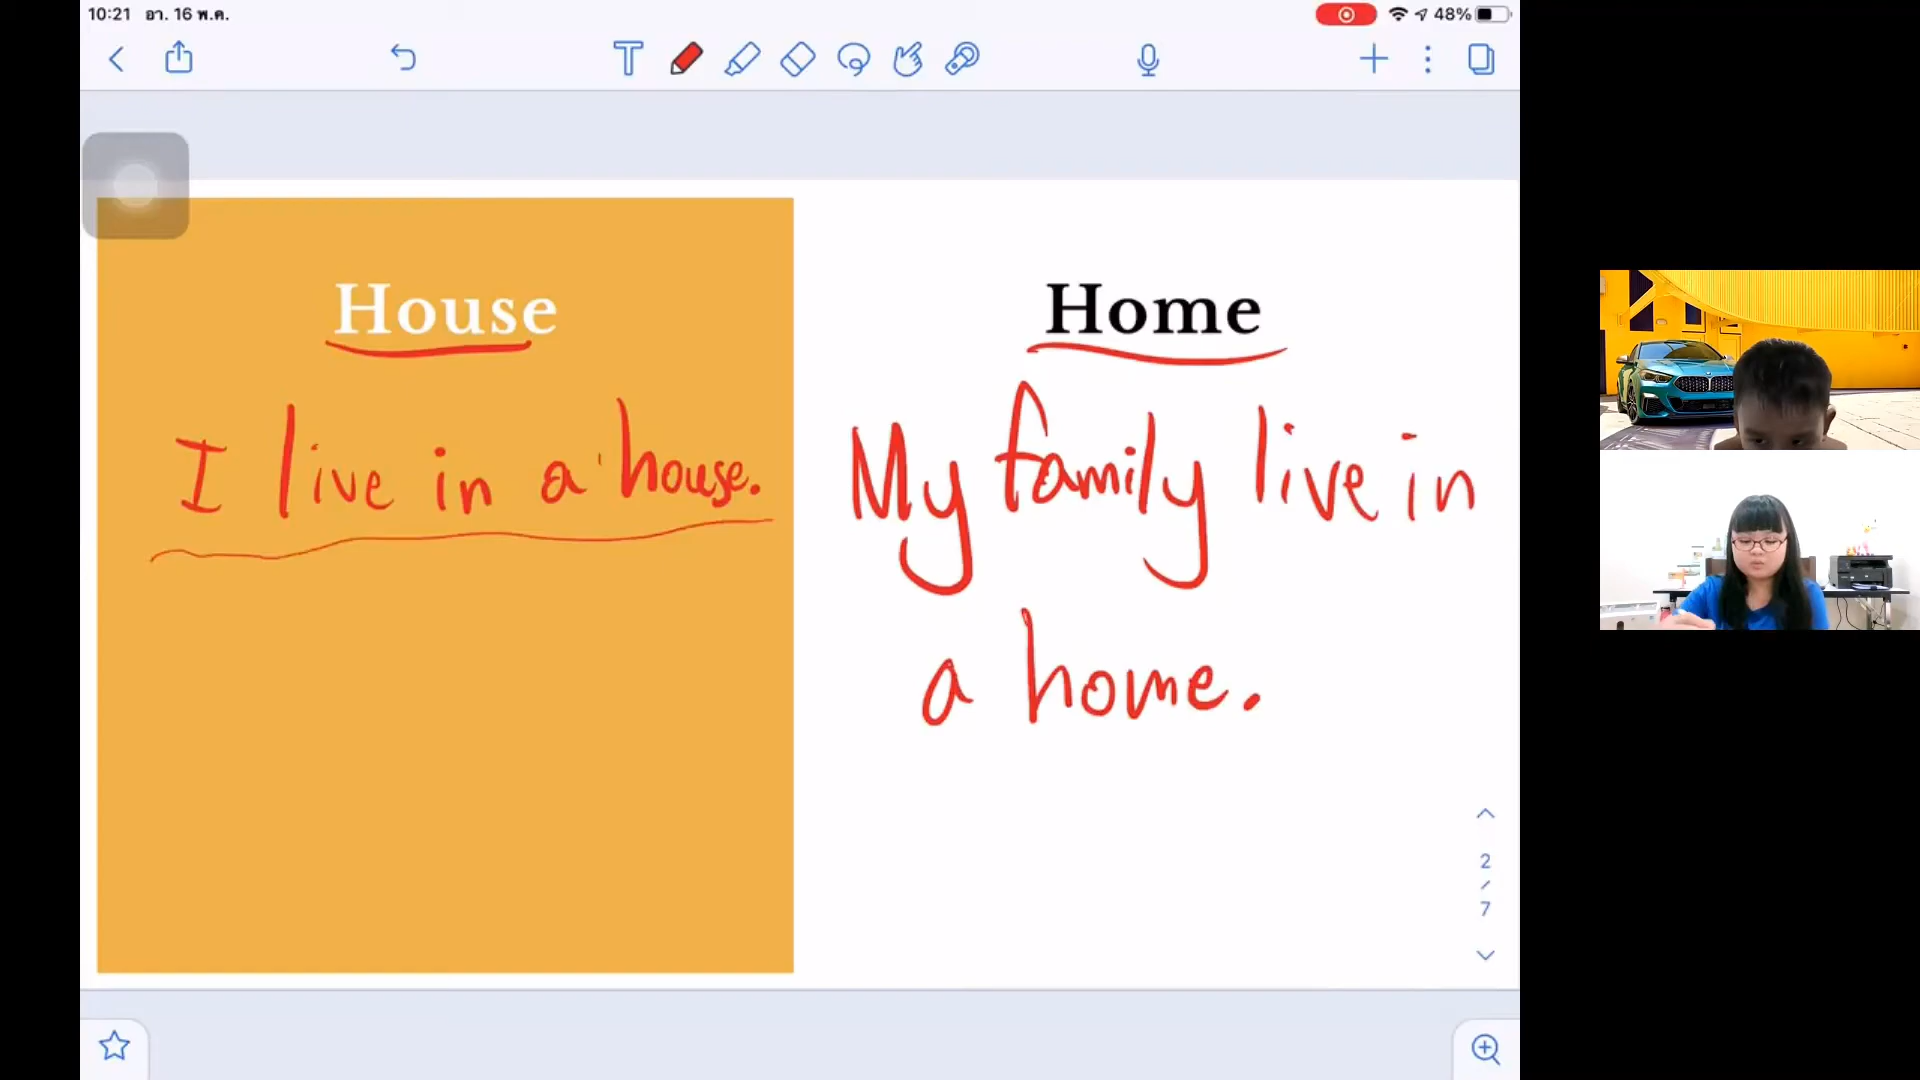 10:21 อา. 16 พ.ค.
48%
House
Home
I live in a house.
My family live in
a home.
2
/
7